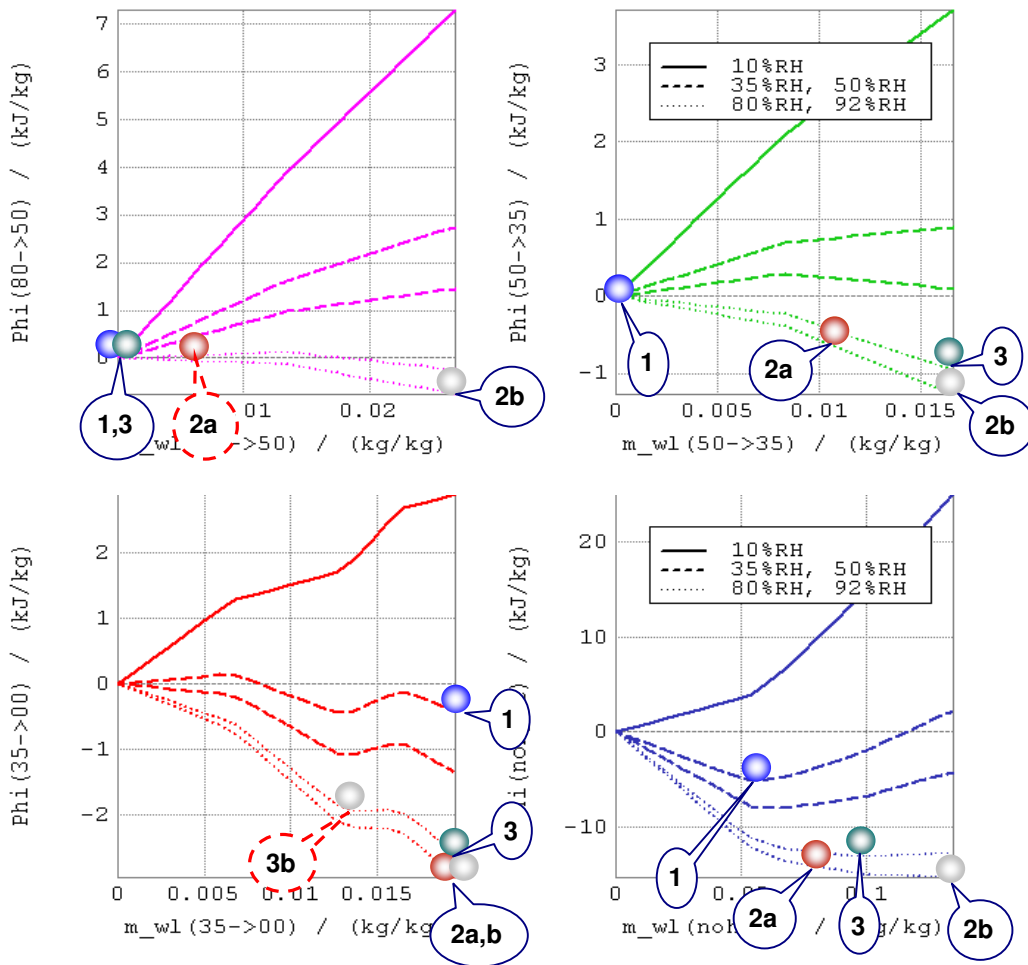 Phi(80->50) / (kJ/kg)
7
6
5
4
3
2
1
0
01
0.02
1,3
2a
2b
m_wl ->50) / (kg/kg)
Phi(50->35) / (kJ/kg)
3
2
1
0
-1
10%RH
35%RH, 50%RH
80%RH, 92%RH
0
0.005
0.01
0.015
1
2a
3
2b
m_wl(50->35) / (kg/kg)
Phi(35->00) / (kJ/kg)
2
1
0
-1
-2
0
0.005
0.01
0.015
1
3
3b
2a,b
m_wl(35->00) / (kg/kg
i(no ) / (kJ/kg)
20
10
0
-10
10%RH
35%RH, 50%RH
80%RH, 92%RH
0
0.1
1
2a
3
2b
m_wl(noh / g/kg)